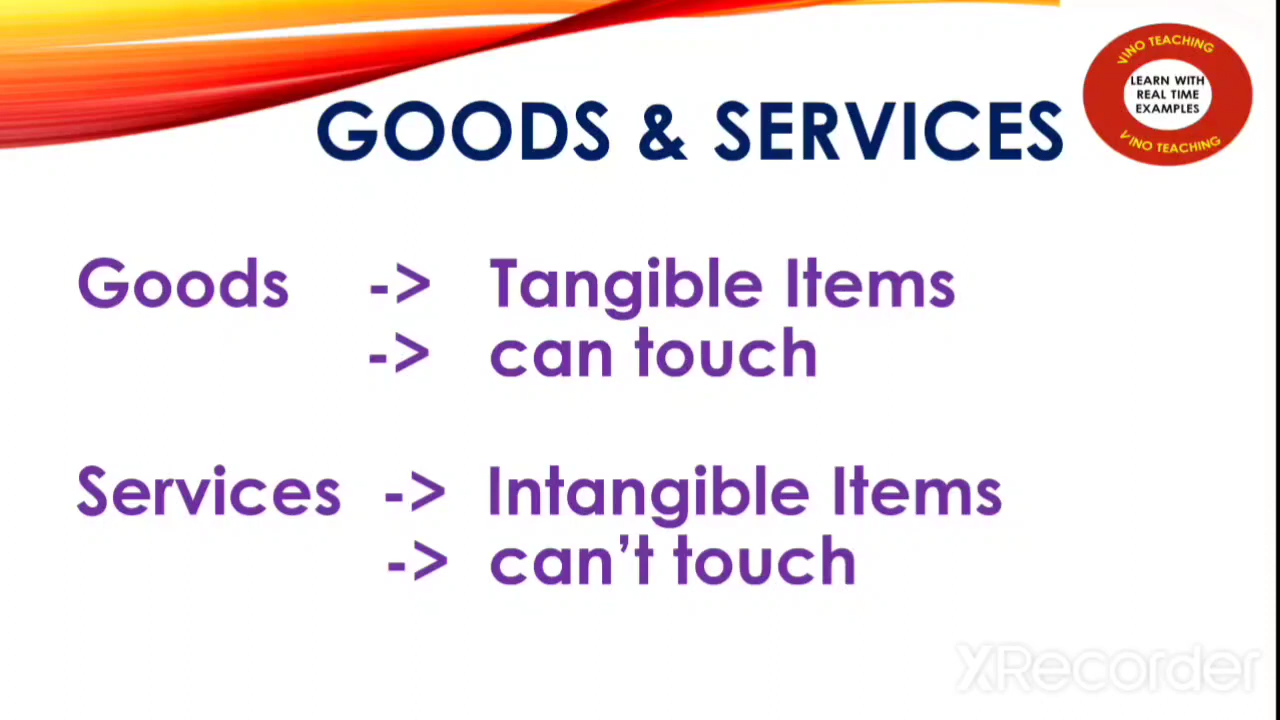 VINO TEACHING
LEARN WITH
REAL TIME
EXAMPLES
VINO TEACHING
GOODS & SERVICES
Goods -> Tangible Items
-> can touch
Services -> Intangible Items
-> can’t touch
XRecorder